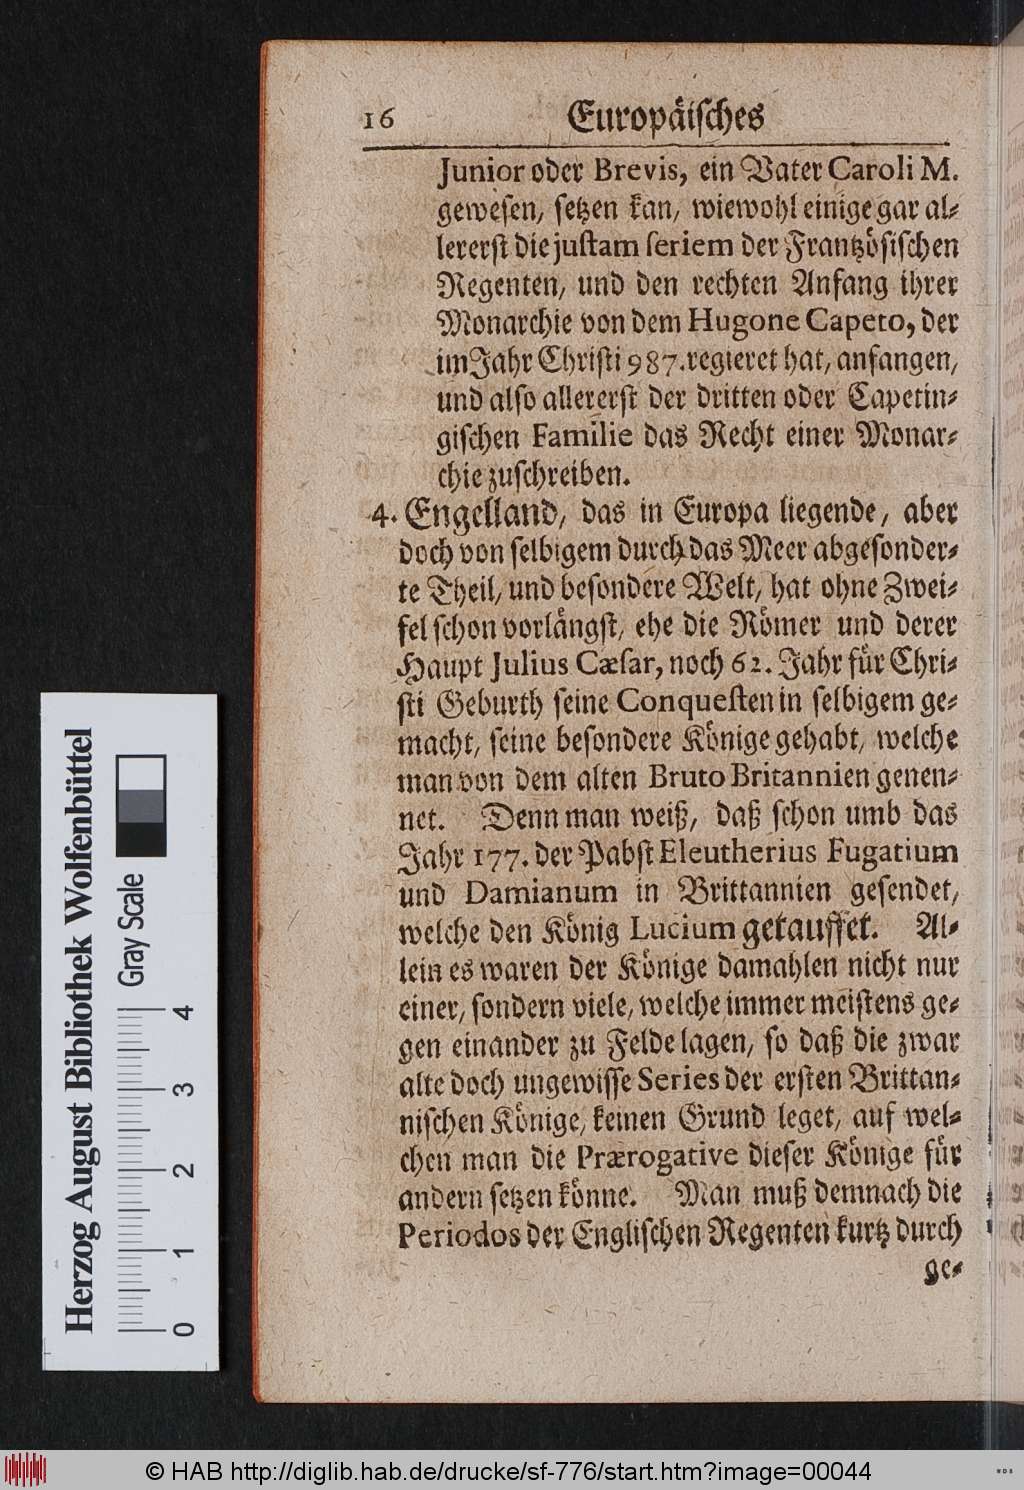 16 Europäiſches
Junior oder Brevis, ein Vater Caroli M.
geweſen, ſetzen kan, wiewohl einige gar al⸗
lererſt die juſtam ſeriem der Frantzöſiſchen
Regenten, und den rechten Anfang ihrer
Monarchie von dem Hugone Capeto, der
im Jahr Chriſti 987. regieret hat, anfangen,
und alſo allererſt der dritten oder Capetin⸗
giſchen Familie das Recht einer Monar⸗
chie zuſchreiben.
4. Engelland, das in Europa liegende, aber
doch von ſelbigem durch das Meer abgeſonder⸗
te Theil, und beſondere Welt, hat ohne Zwei⸗
fel ſchon vorlängſt, ehe die Römer und derer
Haupt Julius Cæſar, noch 62. Jahr für Chri⸗
ſti Geburth ſeine Conqueſten in ſelbigem ge⸗
macht, ſeine beſondere Könige gehabt, welche
man von dem alten Bruto Britannien genen⸗
net. Denn man weiß, daß ſchon umb das
Jahr 177. der Pabſt Eleutherius Fugatium
und Damianum in Brittannien geſendet,
welche den König Lucium getauffet. Al⸗
lein es waren der Könige damahlen nicht nur
einer, ſondern viele, welche immer meiſtens ge⸗
gen einander zu Felde lagen, ſo daß die zwar
alte doch ungewiſſe Series der erſten Brittan⸗
niſchen Könige, keinen Grund leget, auf wel⸗
chen man die Prærogative dieſer Könige für
andern ſetzen könne. Man muß demnach die
Periodos der Engliſchen Regenten kurtz durch
ge⸗
Herzog August Bibliothek Wolfenbüttel
Gray Scale
0 1 2 3 4
© HAB http://diglib.hab.de/drucke/sf-776/start.htm?image=00044